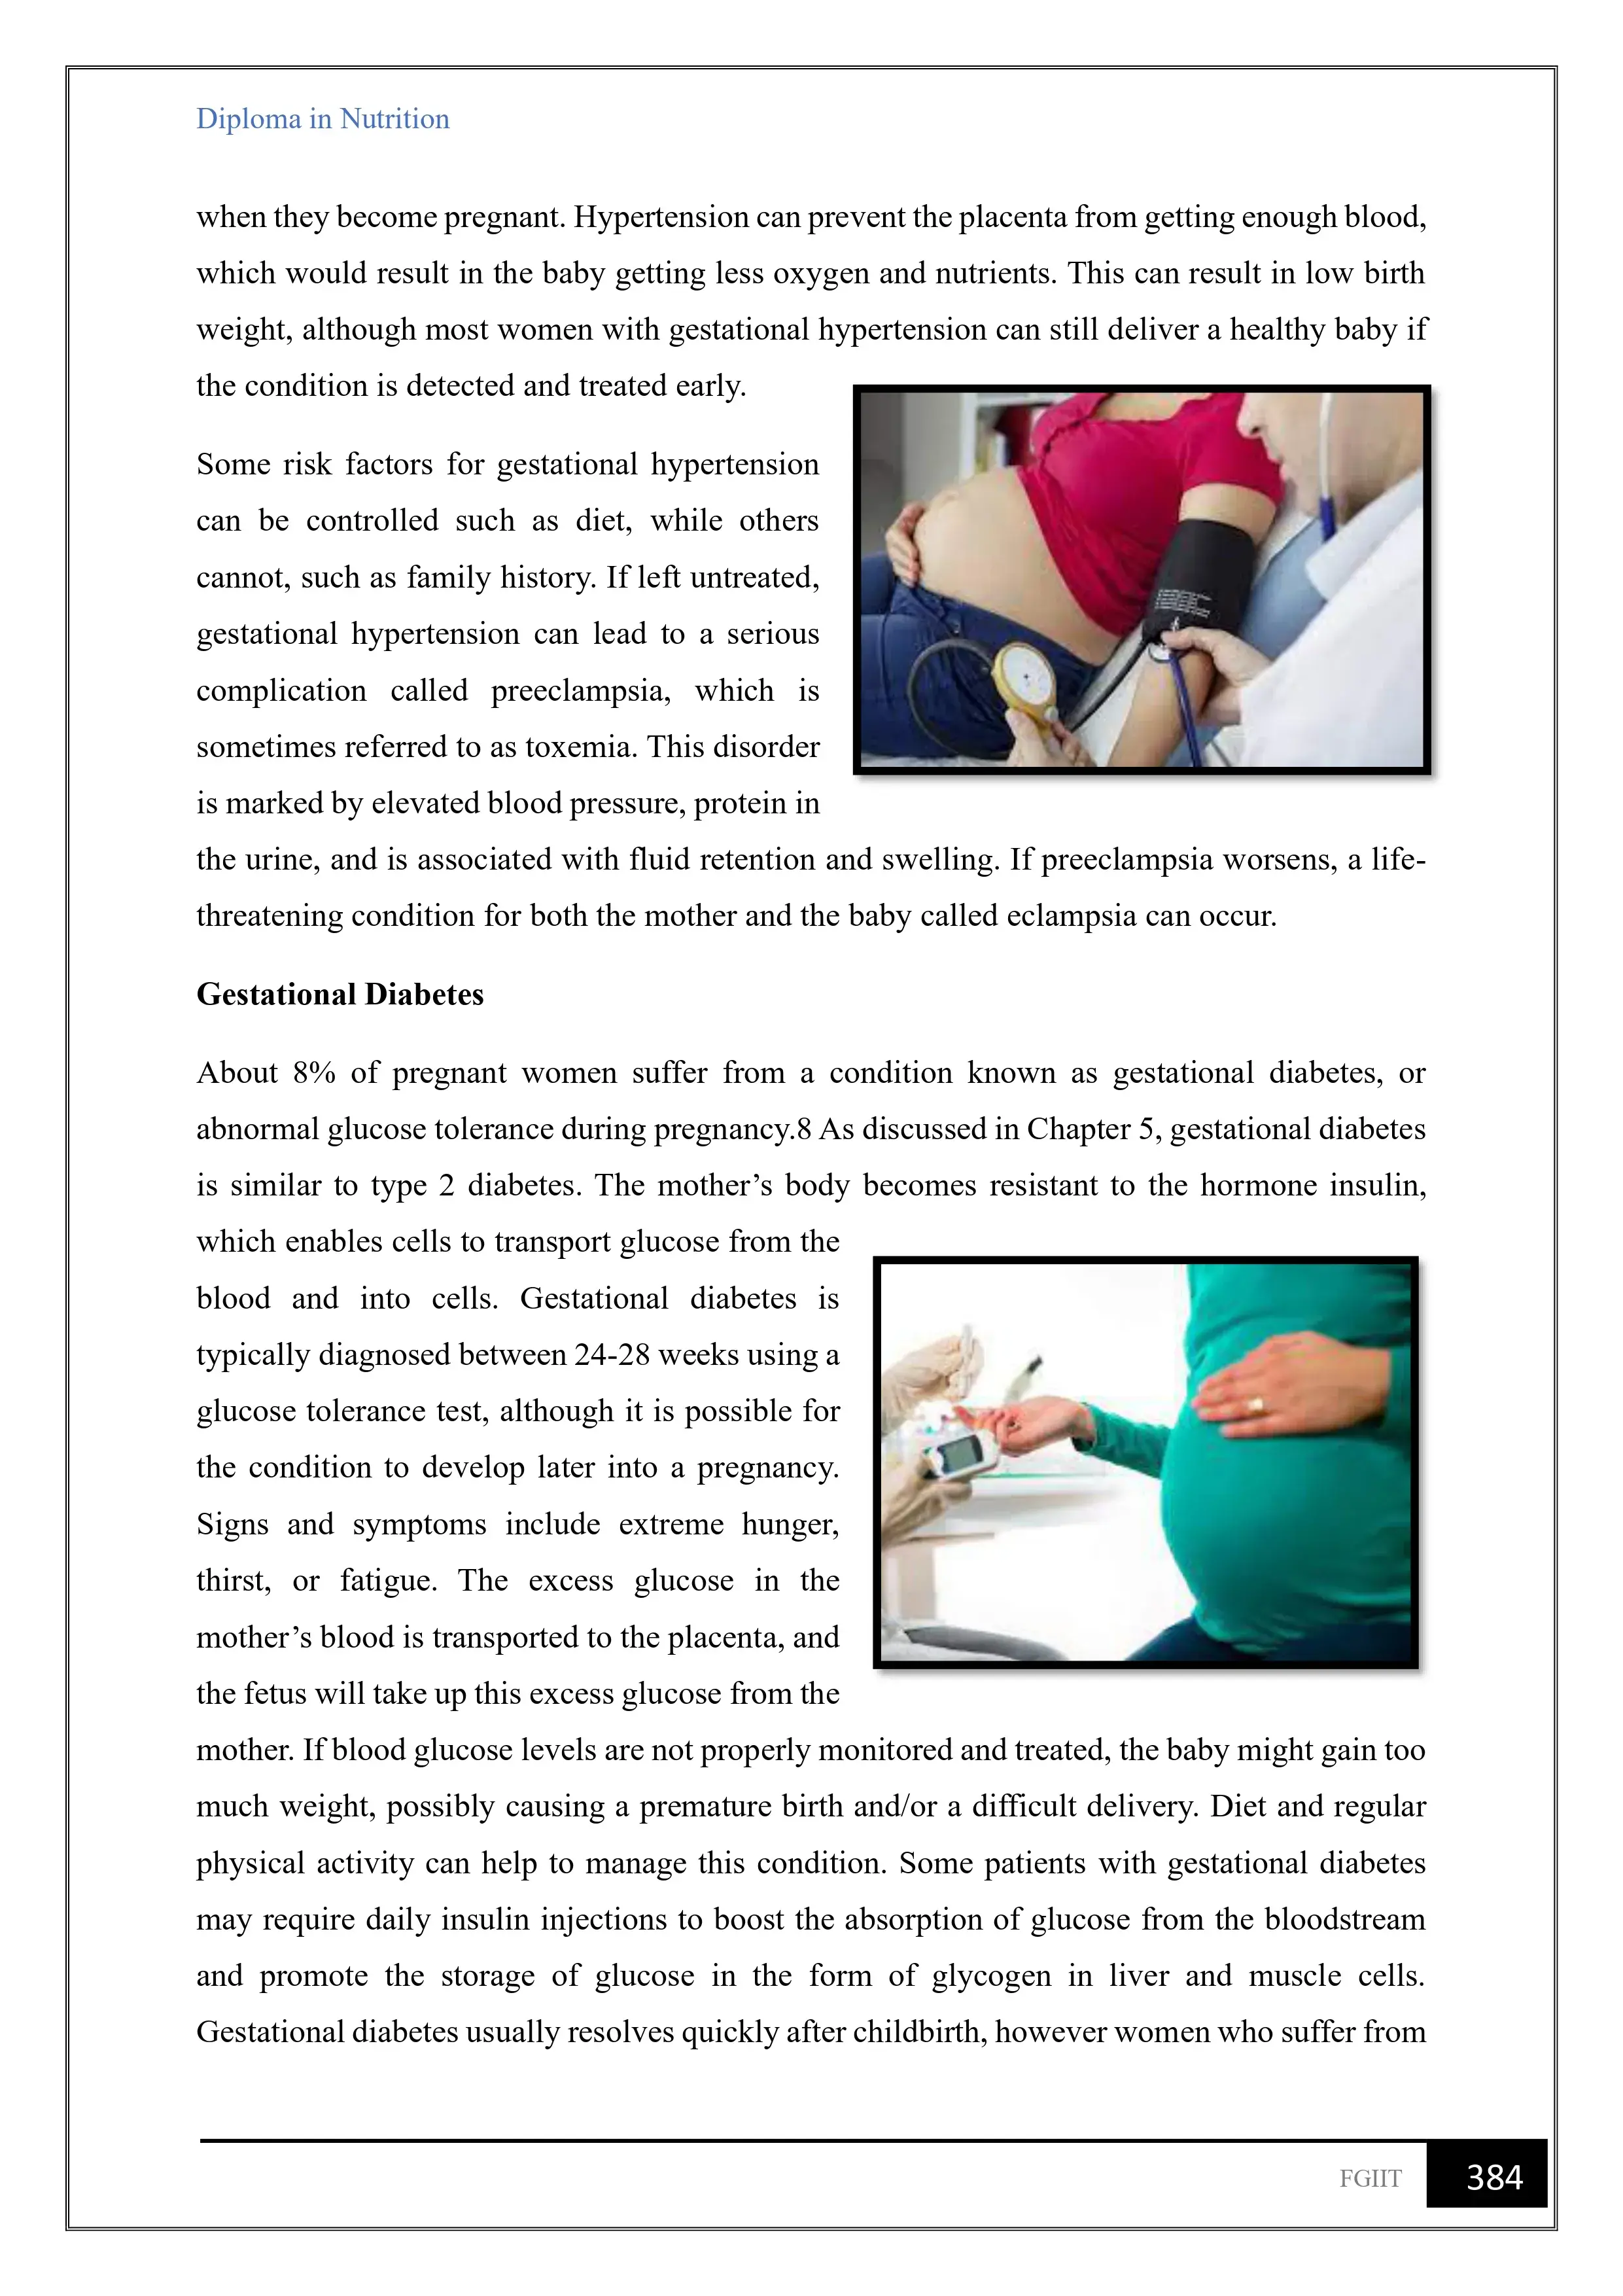 Diploma in Nutrition
when they become pregnant. Hypertension can prevent the placenta from getting enough blood,
which would result in the baby getting less oxygen and nutrients. This can result in low birth
weight, although most women with gestational hypertension can still deliver a healthy baby if
the condition is detected and treated early.
Some risk factors for gestational hypertension
can be controlled such as diet, while others
cannot, such as family history. If left untreated,
gestational hypertension can lead to a serious
complication called preeclampsia, which is
sometimes referred to as toxemia. This disorder
is marked by elevated blood pressure, protein in
the urine, and is associated with fluid retention and swelling. If preeclampsia worsens, a life-
threatening condition for both the mother and the baby called eclampsia can occur.
Gestational Diabetes
About 8% of pregnant women suffer from a condition known as gestational diabetes, or
abnormal glucose tolerance during pregnancy.8 As discussed in Chapter 5, gestational diabetes
is similar to type 2 diabetes. The mother’s body becomes resistant to the hormone insulin,
which enables cells to transport glucose from the
blood and into cells. Gestational diabetes is
typically diagnosed between 24-28 weeks using a
glucose tolerance test, although it is possible for
the condition to develop later into a pregnancy.
Signs and symptoms include extreme hunger,
thirst, or fatigue. The excess glucose in the
mother’s blood is transported to the placenta, and
the fetus will take up this excess glucose from the
mother. If blood glucose levels are not properly monitored and treated, the baby might gain too
much weight, possibly causing a premature birth and/or a difficult delivery. Diet and regular
physical activity can help to manage this condition. Some patients with gestational diabetes
may require daily insulin injections to boost the absorption of glucose from the bloodstream
and promote the storage of glucose in the form of glycogen in liver and muscle cells.
Gestational diabetes usually resolves quickly after childbirth, however women who suffer from
FGIIT 384